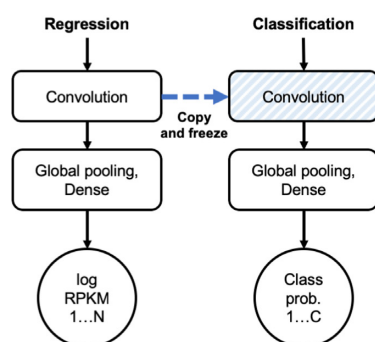 Regression
Classification
Convolution
Convolution
Copy
and freeze
Global pooling,
Dense
Global pooling,
Dense
log
RPKM
1...N
Class
prob.
1...C